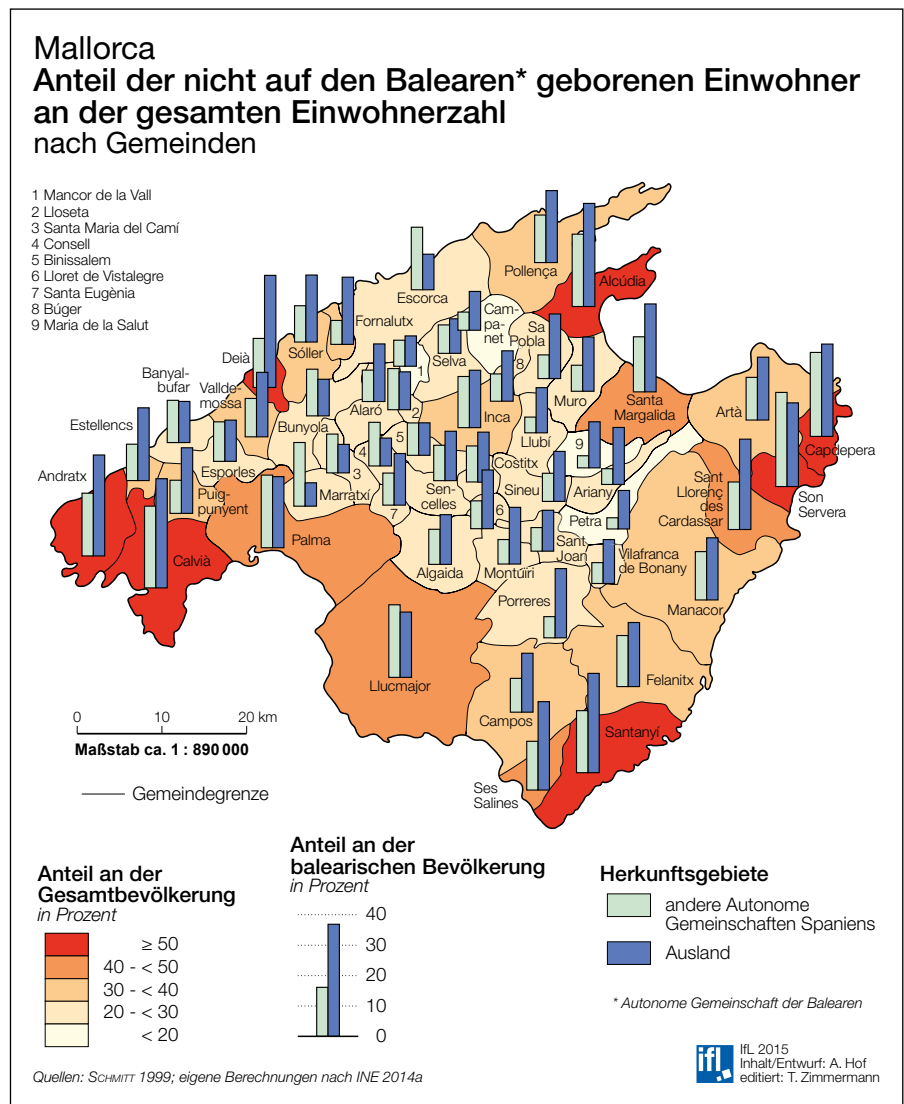 Mallorca
Anteil der nicht auf den Balearen* geborenen Einwohner
an der gesamten Einwohnerzahl
nach Gemeinden
1 Mancor de la Vall
2 Lloseta
3 Santa Maria del Camí
4 Consell
5 Binissalem
6 Lloret de Vistalegre
7 Santa Eugènia
8 Búger
9 Maria de la Salut
Pollença
Alcúdia
Escorca
Fornalutx
Cam-
pa-
net
Sa
Pobla
Sóller
Selva
8
Deià
1
Muro
Santa
Margalida
Artà
Banyal-
bufar
Vallde-
mossa
Bunyola
Alaró
2
Inca
Llubí
Capdepera
Estellencs
5
4
3
9
Costitx
Andratx
Esporles
Marratxí
Sen-
celles
Sineu
Ariany
Sant
Llorenç
des
Cardassar
Son
Servera
Puig-
punyent
7
6
Petra
Palma
Sant
Joan
Calvià
Algaida
Montuïri
Vilafranca
de Bonany
Porreres
Manacor
Llucmajor
Felanitx
Campos
Santanyí
Ses
Salines
0 10 20 km
Maßstab ca. 1 : 890 000
Gemeindegrenze
Anteil an der
Gesamtbevölkerung
in Prozent
≥ 50
40 - < 50
30 - < 40
20 - < 30
< 20
Anteil an der
balearischen Bevölkerung
in Prozent
40
30
20
10
0
Herkunftsgebiete
andere Autonome
Gemeinschaften Spaniens
Ausland
* Autonome Gemeinschaft der Balearen
Quellen: SCHMITT 1999; eigene Berechnungen nach INE 2014a
ifl
IfL 2015
Inhalt/Entwurf: A. Hof
editiert: T. Zimmermann